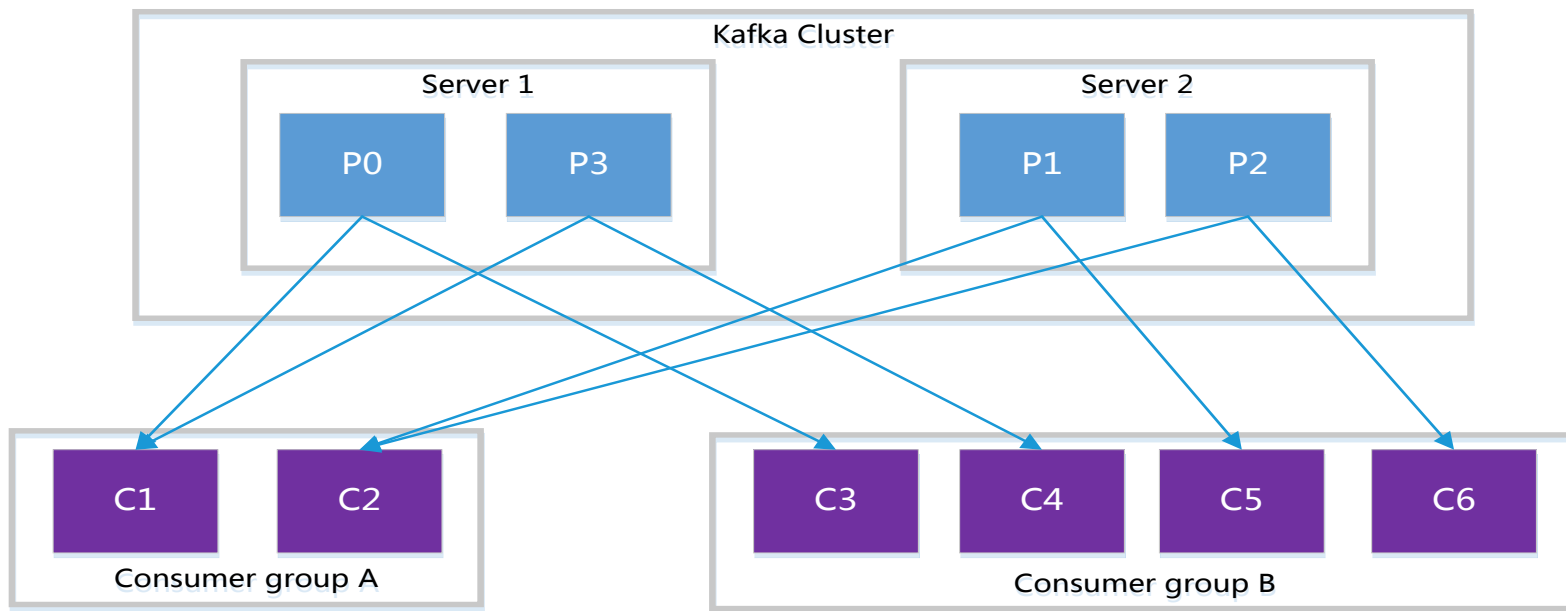 Kafka Cluster
Server 1
Server 2
P0
P3
P1
P2
C1
C2
C3
C4
C5
C6
Consumer group A
Consumer group B